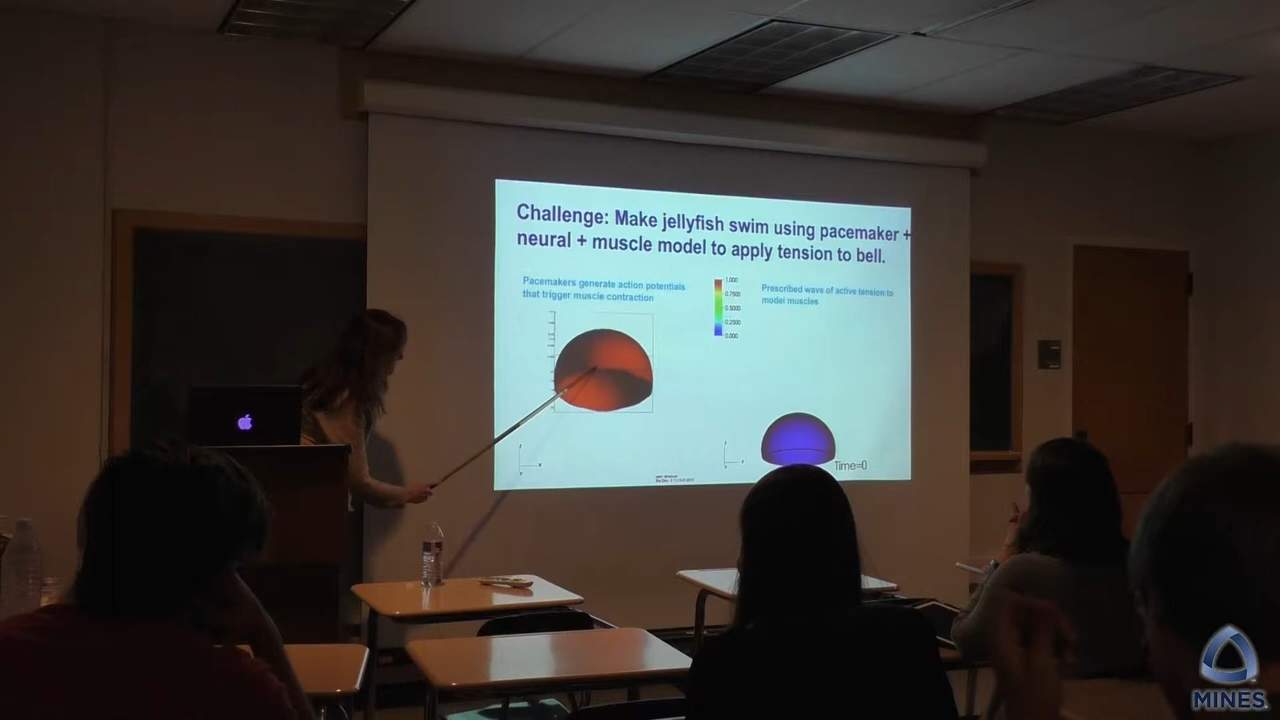 Challenge: Make jellyfish swim using pacemaker +
neural + muscle model to apply tension to bell.
Pacemakers generate action potentials
that trigger muscle contraction
1.000
0.7500
0.5000
0.2500
0.000
Prescribed wave of active tension to
model muscles
Time=0
MINES